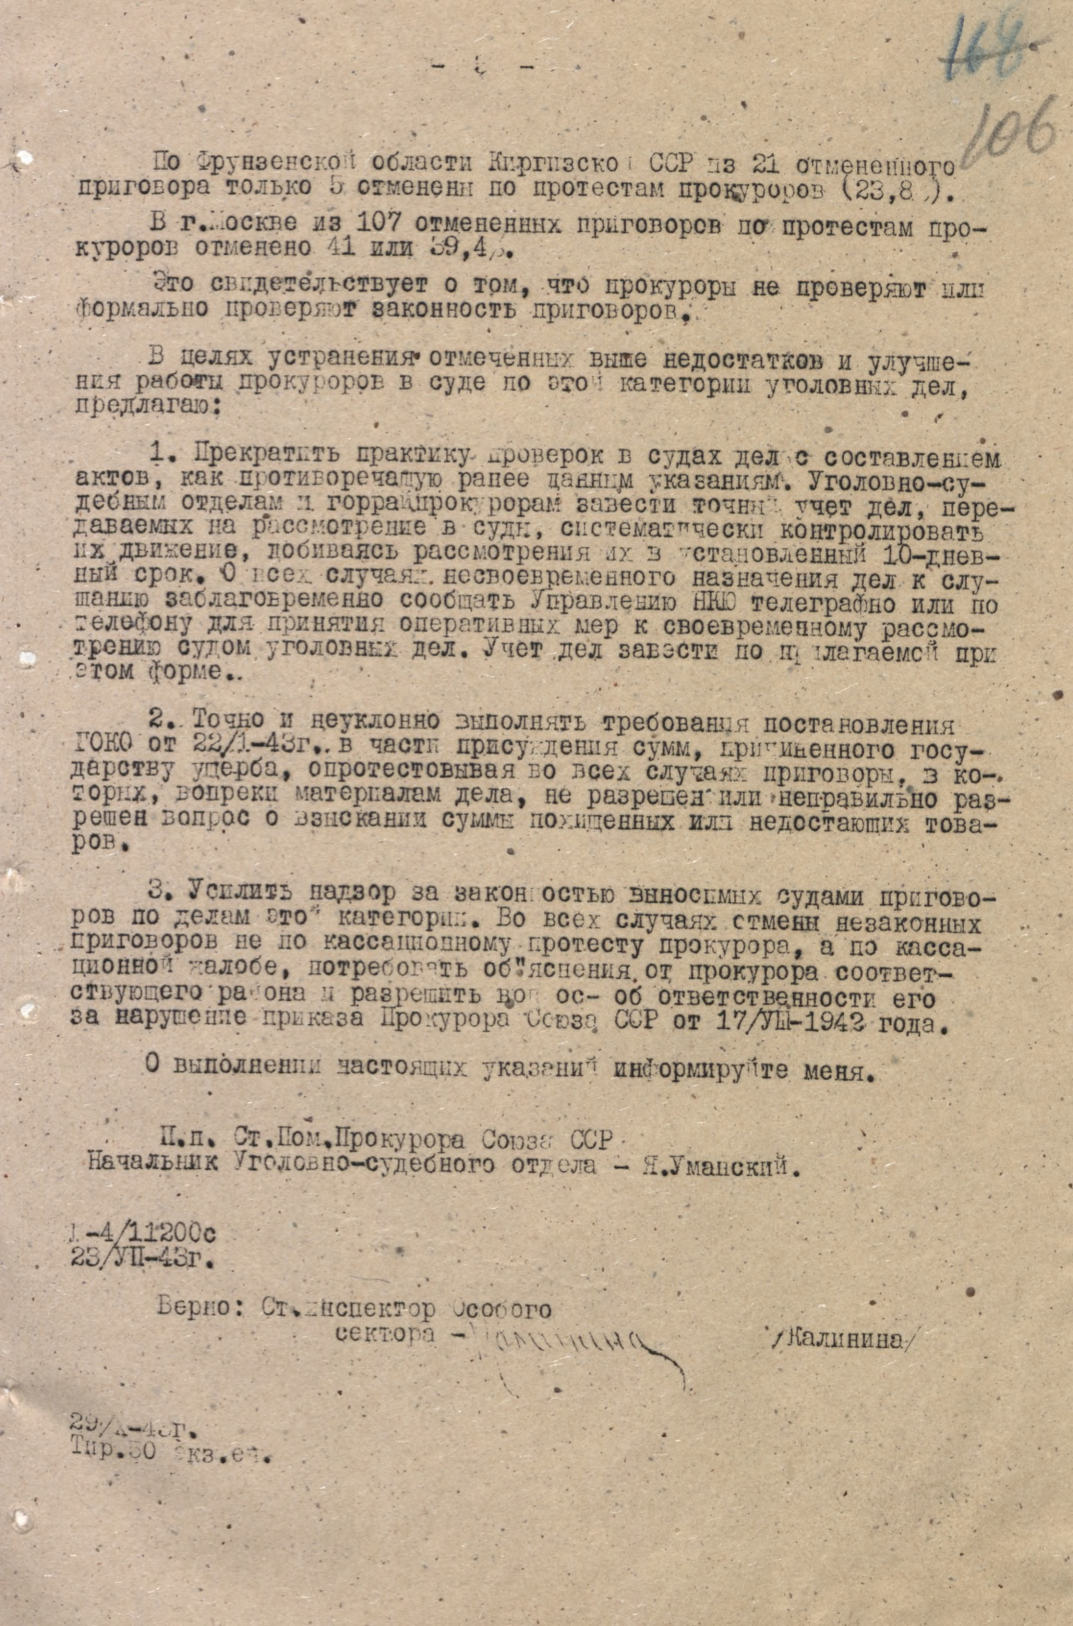 168
106
По Фрунзенской области Киргизской ССР из 21 отмененного
приговора только 5 отменены по протестам прокуроров (23,8%).
В г.Москве из 107 отмененных приговоров по протестам про-
куроров отменено 41 или 39,4%.
Это свидетельствует о том, что прокуроры не проверяют или
формально проверяют законность приговоров.
В целях устранения отмеченных выше недостатков и улучше-
ния работы прокуроров в суде по этой категории уголовных дел,
предлагаю:
1. Прекратить практику проверок в судах дел с составлением
актов, как противоречащую ранее данным указаниям. Уголовно-су-
дебным отделам и горрайпрокурорам завести точный учет дел, пере-
даваемых на рассмотрение в суды, систематически контролировать
их движение, добиваясь рассмотрения их в установленный 10-днев-
ный срок. О всех случаях несвоевременного назначения дел к слу-
шанию заблаговременно сообщать Управлению НКЮ телеграфно или по
телефону для принятия оперативных мер к своевременному рассмо-
трению судом уголовных дел. Учет дел завести по прилагаемой при
этом форме.
2. Точно и неуклонно выполнять требования постановления
ГОКО от 22/1-43г. в части присуждения сумм, причиненного госу-
дарству ущерба, опротестовывая во всех случаях приговоры, в ко-
торых, вопреки материалам дела, не разрешен или неправильно раз-
решен вопрос о взыскании суммы похищенных или недостающих това-
ров.
3. Усилить надзор за законностью выносимых судами пригово-
ров по делам этой категории. Во всех случаях отмены незаконных
приговоров не по кассационному протесту прокурора, а по касса-
ционной жалобе, потребовать об"яснения от прокурора соответ-
ствующего района и разрешить об ответственности его
за нарушение приказа Прокурора Союза ССР от 17/УШ-1942 года.
О выполнении настоящих указаний информируйте меня.
П.п. Ст.Пом.Прокурора Союза ССР
Начальник Уголовно-судебного отдела - Я.Уманский.
1-4/11200с
23/УП-43г.
Верно: Ст.инспектор Особого
сектора - Калинина /Калинина/
29/Х-43г.
Тир.50 экз.ея.